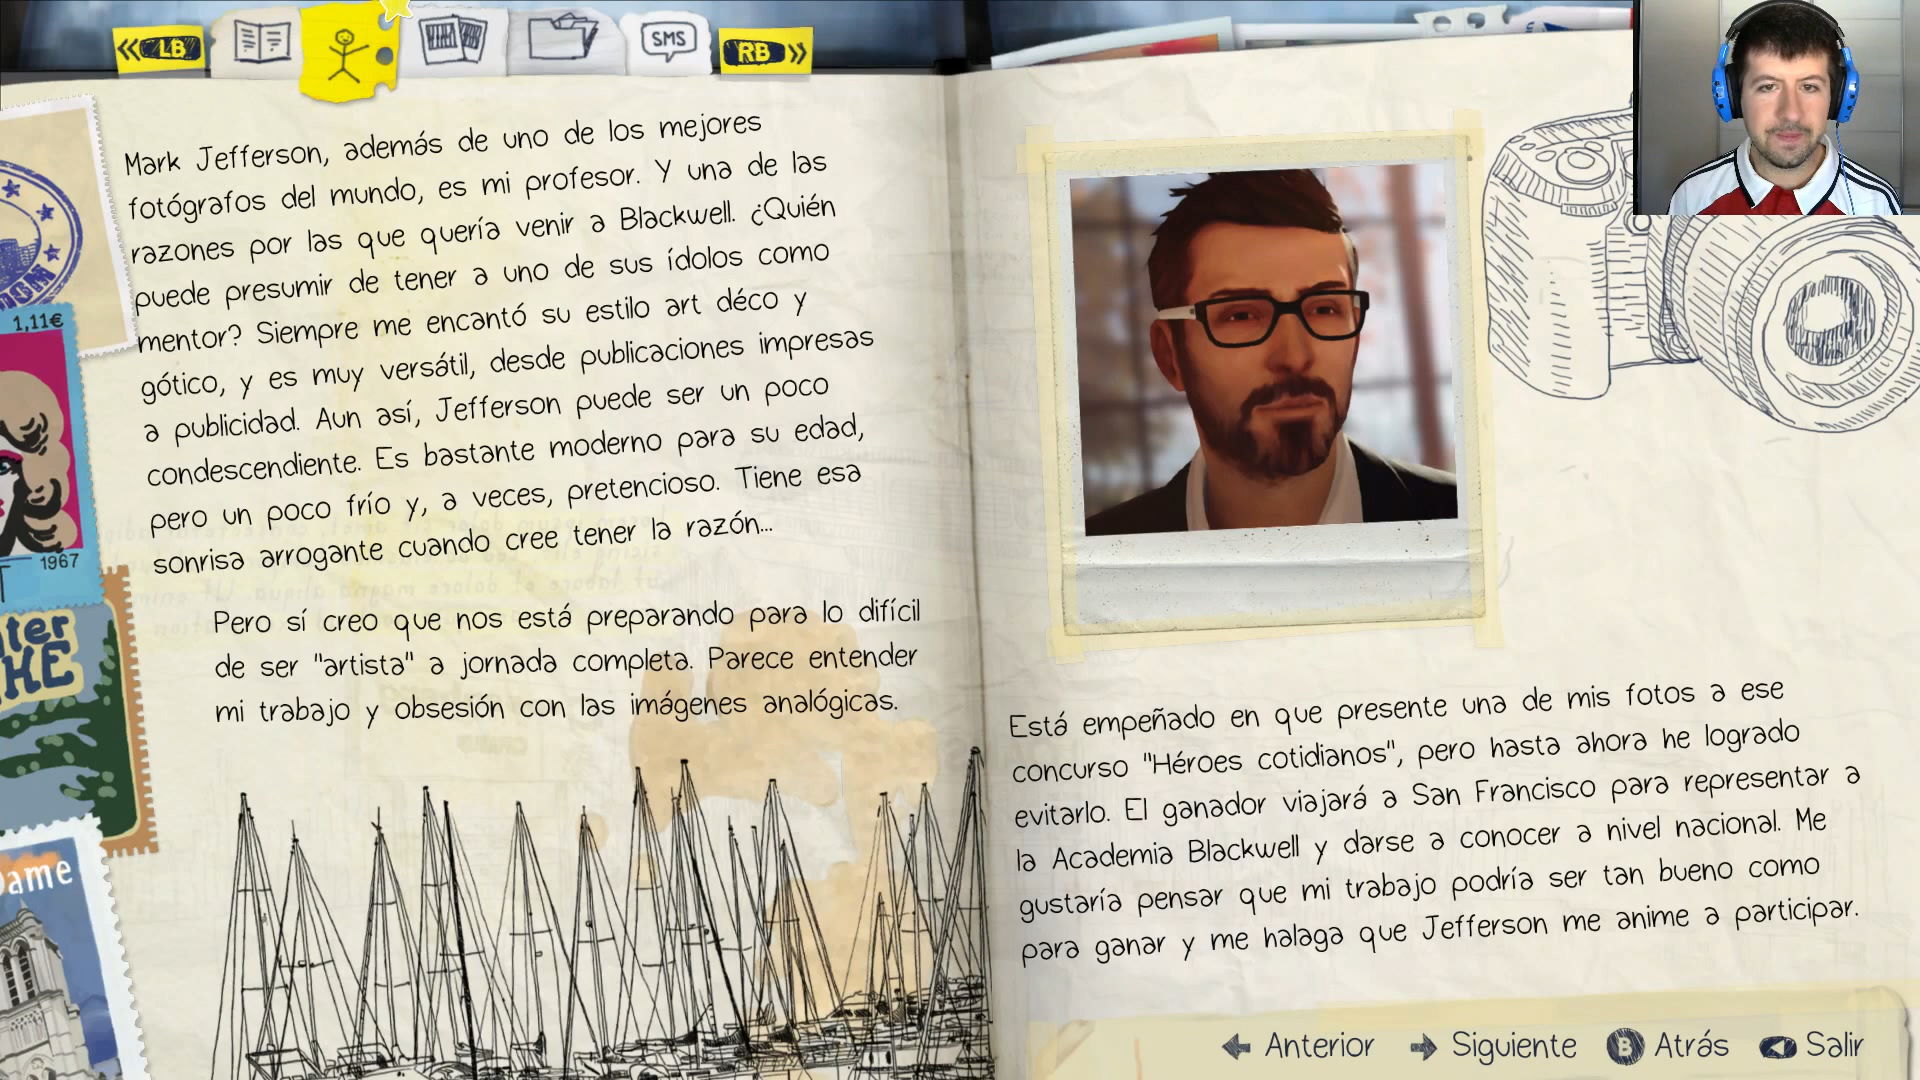 LB
SMS
RB
Mark Jefferson, además de uno de los mejores
fotógrafos del mundo, es mi profesor. Y una de las
razones por las que quería venir a Blackwell. ¿Quién
puede presumir de tener a uno de sus ídolos como
mentor? Siempre me encantó su estilo art déco y
gótico, y es muy versátil, desde publicaciones impresas
a publicidad. Aun así, Jefferson puede ser un poco
condescendiente. Es bastante moderno para su edad,
pero un poco frío y, a veces, pretencioso. Tiene esa
sonrisa arrogante cuando cree tener la razón...
Pero sí creo que nos está preparando para lo difícil
de ser "artista" a jornada completa. Parece entender
mi trabajo y obsesión con las imágenes analógicas.
1,11€
1967
Está empeñado en que presente una de mis fotos a ese
concurso "Héroes cotidianos", pero hasta ahora he logrado
evitarlo. El ganador viajará a San Francisco para representar a
la Academia Blackwell y darse a conocer a nivel nacional. Me
gustaría pensar que mi trabajo podría ser tan bueno como
para ganar y me halaga que Jefferson me anime a participar.
Anterior Siguiente B Atrás Salir